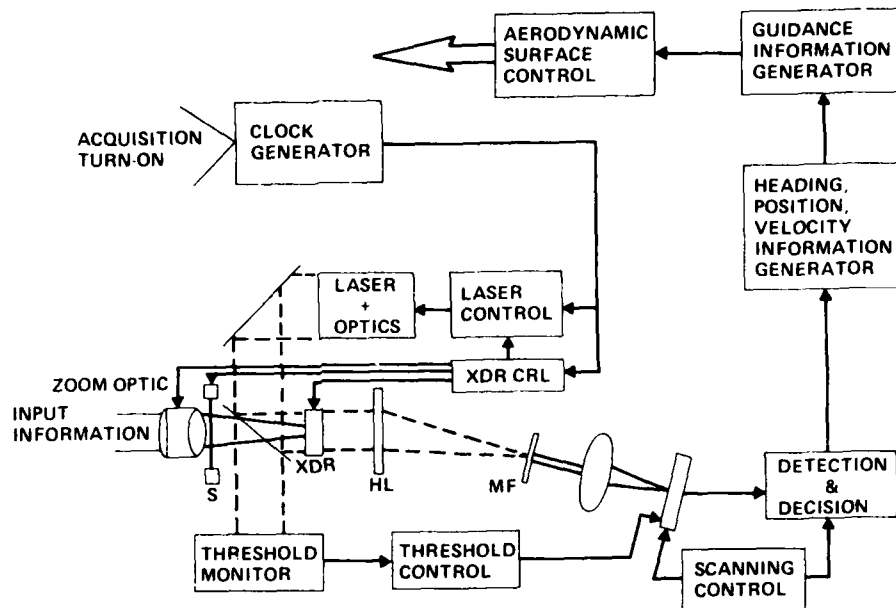 AERODYNAMIC
SURFACE
CONTROL
GUIDANCE
INFORMATION
GENERATOR
ACQUISITION
TURN-ON
CLOCK
GENERATOR
HEADING,
POSITION,
VELOCITY
INFORMATION
GENERATOR
LASER
+
OPTICS
LASER
CONTROL
XDR CRL
ZOOM OPTIC
INPUT
INFORMATION
S
XDR
HL
MF
DETECTION
&
DECISION
THRESHOLD
MONITOR
THRESHOLD
CONTROL
SCANNING
CONTROL